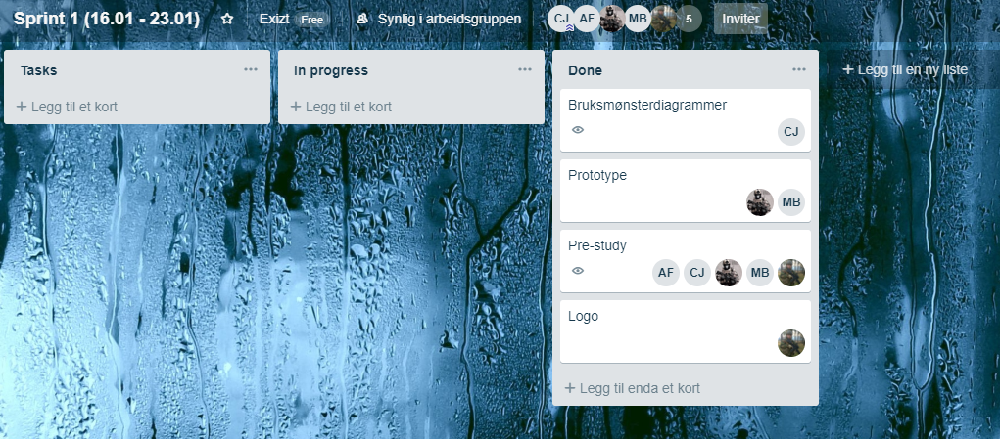 Sprint 1 (16.01 - 23.01) Exizt Free Synlig i arbeidsgruppen CJ AF MB 5 Inviter
Tasks
+ Legg til et kort
In progress
+ Legg til et kort
Done
Bruksmønsterdiagrammer
CJ
Prototype
MB
Pre-study
AF CJ MB
Logo
+ Legg til enda et kort
+ Legg til en ny liste